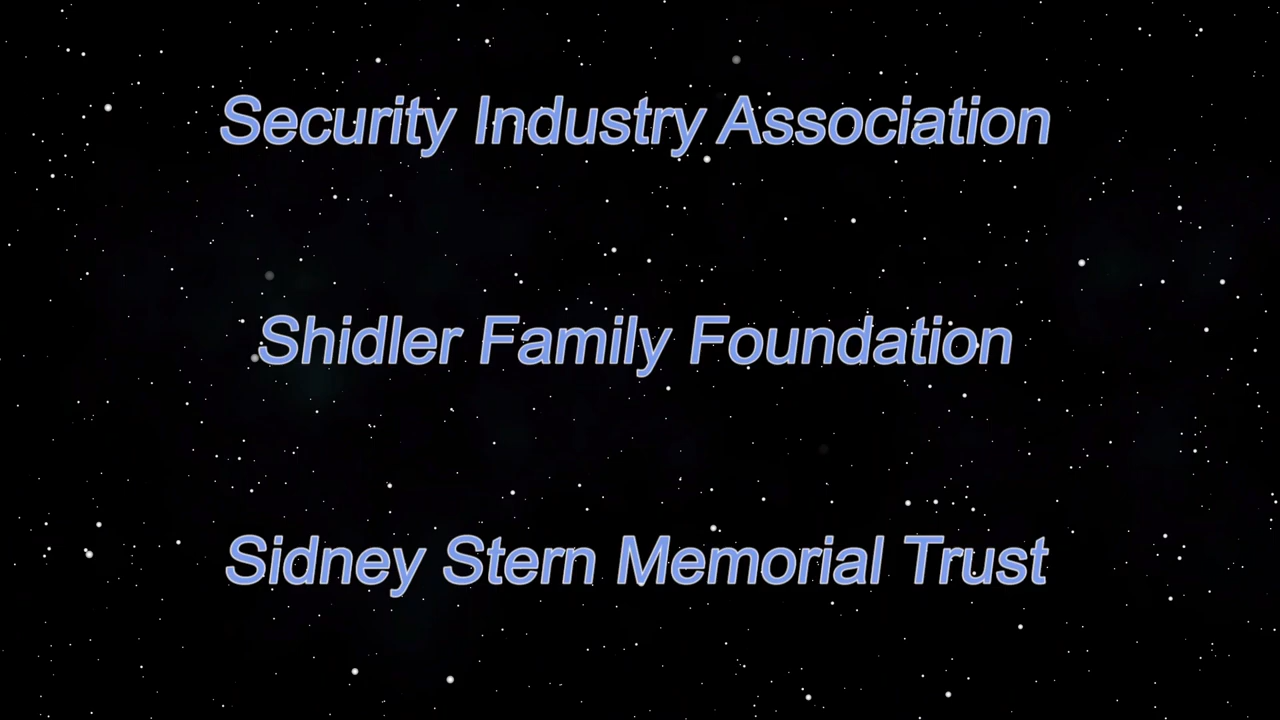 Security Industry Association
Shidler Family Foundation
Sidney Stern Memorial Trust